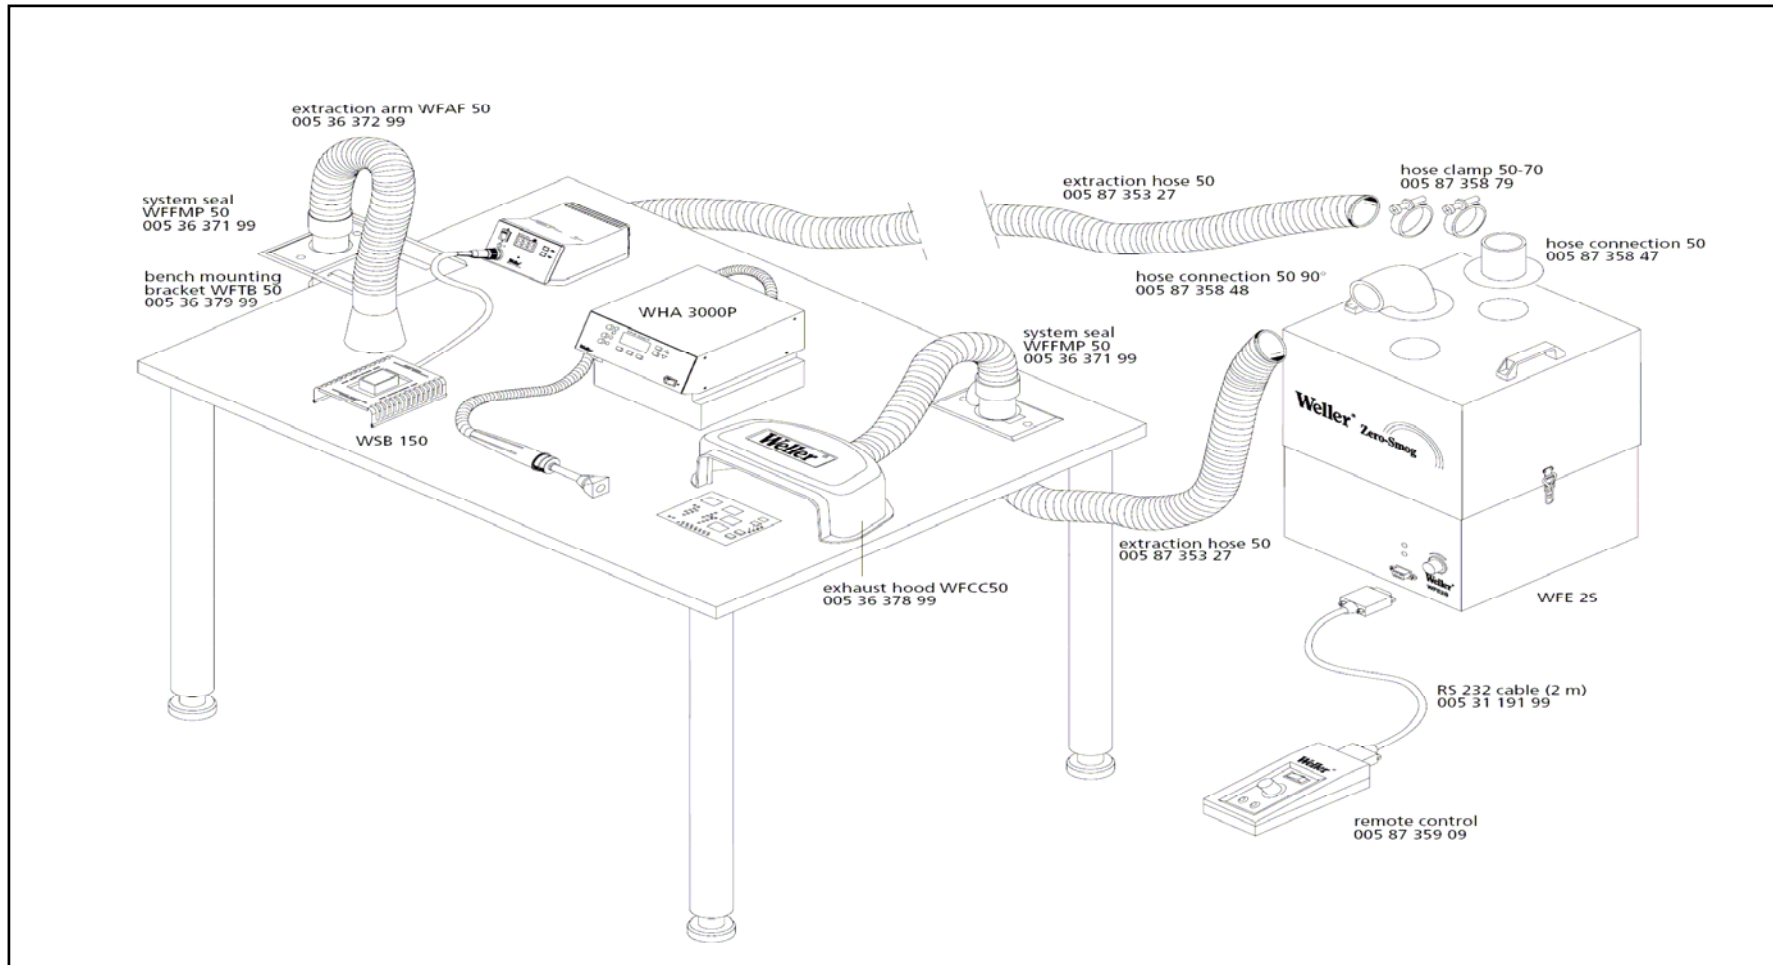 extraction arm WFAF 50
005 36 372 99
system seal
WFFMP 50
005 36 371 99
bench mounting
bracket WFTB 50
005 36 379 99
WSB 150
WHA 3000P
Weller
exhaust hood WFCC50
005 36 378 99
system seal
WFFMP 50
005 36 371 99
extraction hose 50
005 87 353 27
hose clamp 50-70
005 87 358 79
hose connection 50
005 87 358 47
hose connection 50 90°
005 87 358 48
extraction hose 50
005 87 353 27
Weller®
Zero-Smog
Weller®
WFE 2S
RS 232 cable (2 m)
005 31 191 99
Weller®
remote control
005 87 359 09